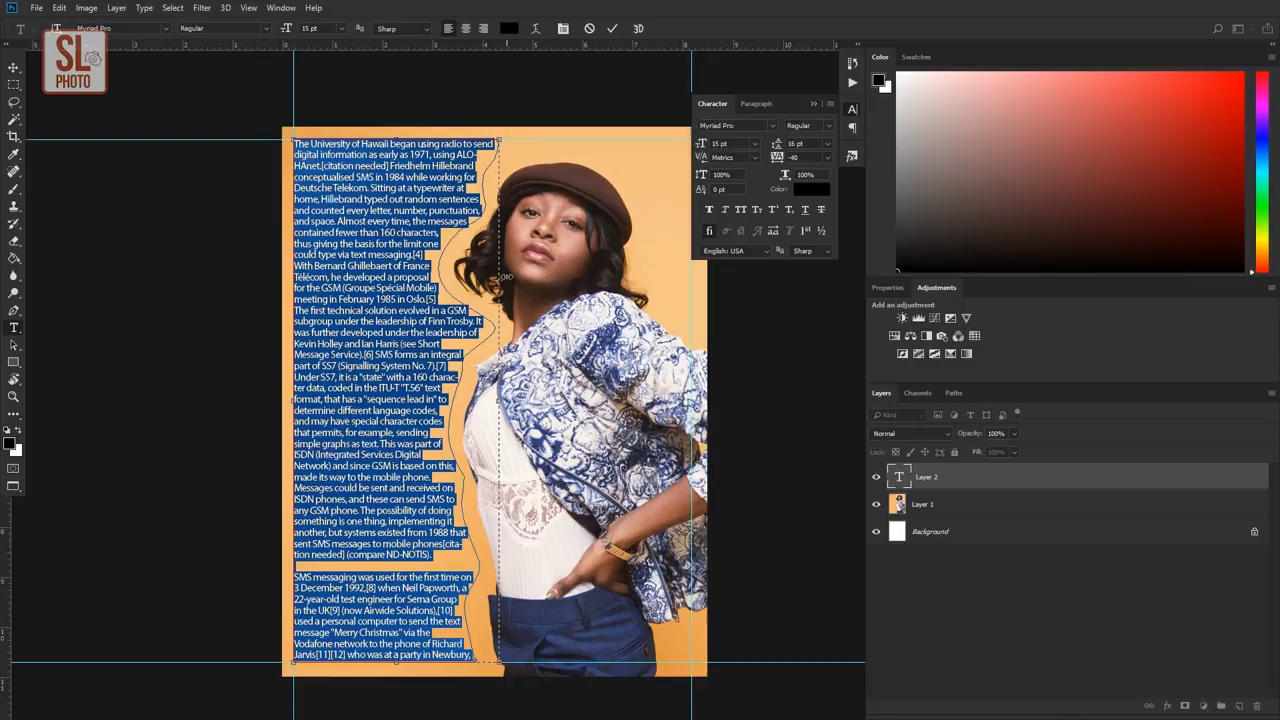 Ps File Edit Image Layer Type Select Filter 3D View Window Help
T Myriad Pro Regular 15 pt Sharp 3D
SL
PHOTO
Color Swatches
Character Paragraph
Myriad Pro Regular
15 pt 16 pt
Metrics -40
100% 100%
0 pt Color:
English: USA Sharp
The University of Hawaii began using radio to send
digital information as early as 1971, using ALO-
HAnet.[citation needed] Friedhelm Hillebrand
conceptualised SMS in 1984 while working for
Deutsche Telekom. Sitting at a typewriter at
home, Hillebrand typed out random sentences
and counted every letter, number, punctuation,
and space. Almost every time, the messages
contained fewer than 160 characters,
thus giving the basis for the limit one
could type via text messaging.[4]
With Bernard Ghillebaert of France
Télécom, he developed a proposal
for the GSM (Groupe Spécial Mobile)
meeting in February 1985 in Oslo.[5]
The first technical solution evolved in a GSM
subgroup under the leadership of Finn Trosby. It
was further developed under the leadership of
Kevin Holley and Ian Harris (see Short
Message Service).[6] SMS forms an integral
part of SS7 (Signalling System No. 7).[7]
Under SS7, it is a "state" with a 160 charac-
ter data, coded in the ITU-T "T.56" text
format, that has a "sequence lead in" to
determine different language codes,
and may have special character codes
that permits, for example, sending
simple graphs as text. This was part of
ISDN (Integrated Services Digital
Network) and since GSM is based on this,
made its way to the mobile phone.
Messages could be sent and received on
ISDN phones, and these can send SMS to
any GSM phone. The possibility of doing
something is one thing, implementing it
another, but systems existed from 1988 that
sent SMS messages to mobile phones[cita-
tion needed] (compare ND-NOTIS).
SMS messaging was used for the first time on
3 December 1992,[8] when Neil Papworth, a
22-year-old test engineer for Sema Group
in the UK[9] (now Airwide Solutions),[10]
used a personal computer to send the text
message "Merry Christmas" via the
Vodafone network to the phone of Richard
Jarvis[11][12] who was at a party in Newbury,
Properties Adjustments
Add an adjustment
Layers Channels Paths
Kind
Normal Opacity: 100%
Lock: Fill: 100%
T Layer 2
Layer 1
Background